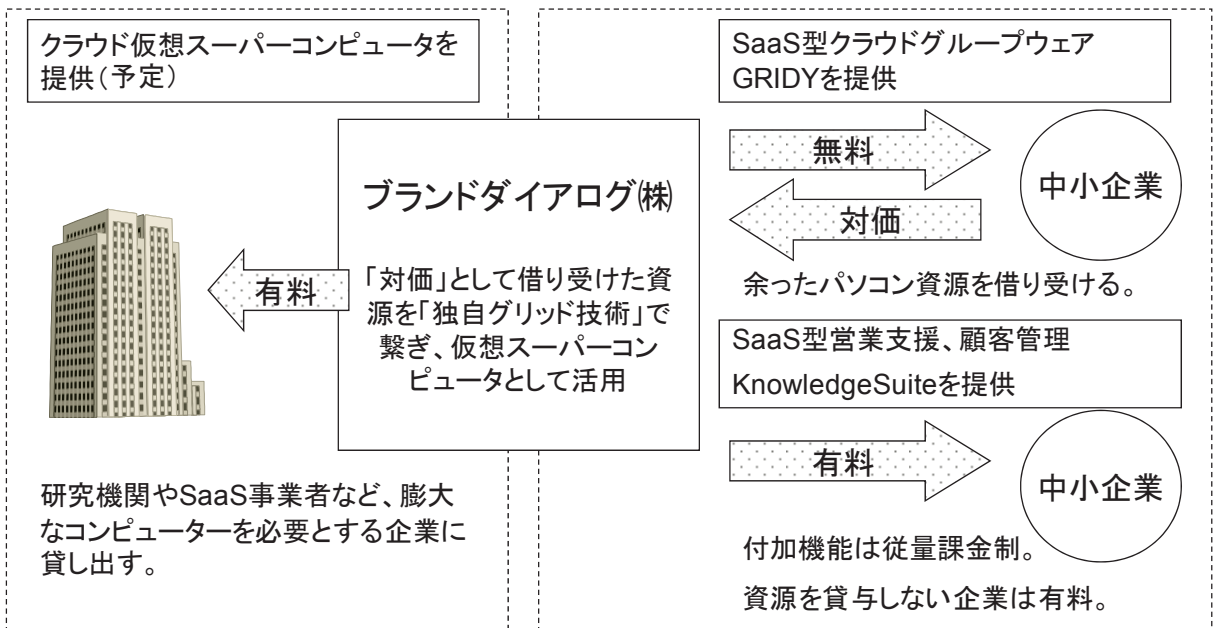 クラウド仮想スーパーコンピュータを
提供(予定)
有料
研究機関やSaaS事業者など、膨大
なコンピューターを必要とする企業に
貸し出す。
ブランドダイアログ㈱
「対価」として借り受けた資
源を「独自グリッド技術」で
繋ぎ、仮想スーパーコン
ピュータとして活用
SaaS型クラウドグループウェア
GRIDYを提供
無料
対価
中小企業
余ったパソコン資源を借り受ける。
SaaS型営業支援、顧客管理
KnowledgeSuiteを提供
有料
中小企業
付加機能は従量課金制。
資源を貸与しない企業は有料。